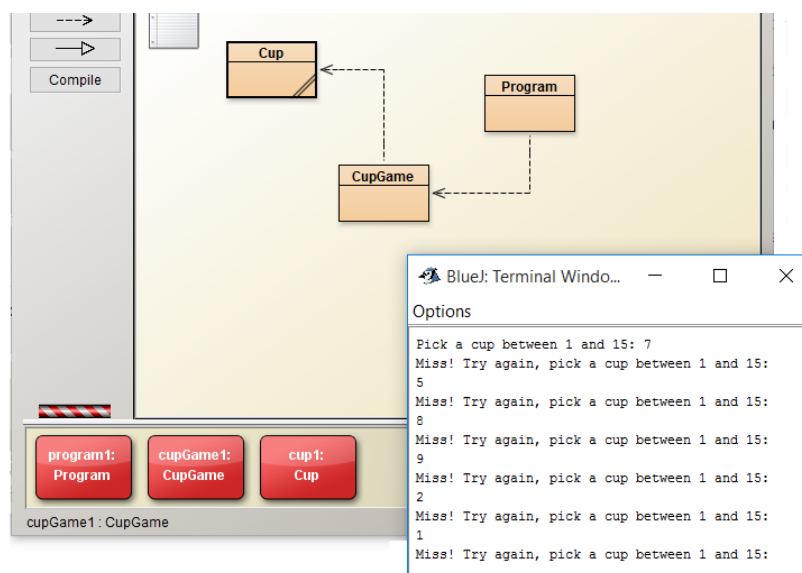 Compile
Cup
Program
CupGame
BlueJ: Terminal Windo...
Options
Pick a cup between 1 and 15: 7
Miss! Try again, pick a cup between 1 and 15:
5
Miss! Try again, pick a cup between 1 and 15:
8
Miss! Try again, pick a cup between 1 and 15:
9
Miss! Try again, pick a cup between 1 and 15:
2
Miss! Try again, pick a cup between 1 and 15:
1
Miss! Try again, pick a cup between 1 and 15:
program1:
Program
cupGame1:
CupGame
cup1:
Cup
cupGame1 : CupGame